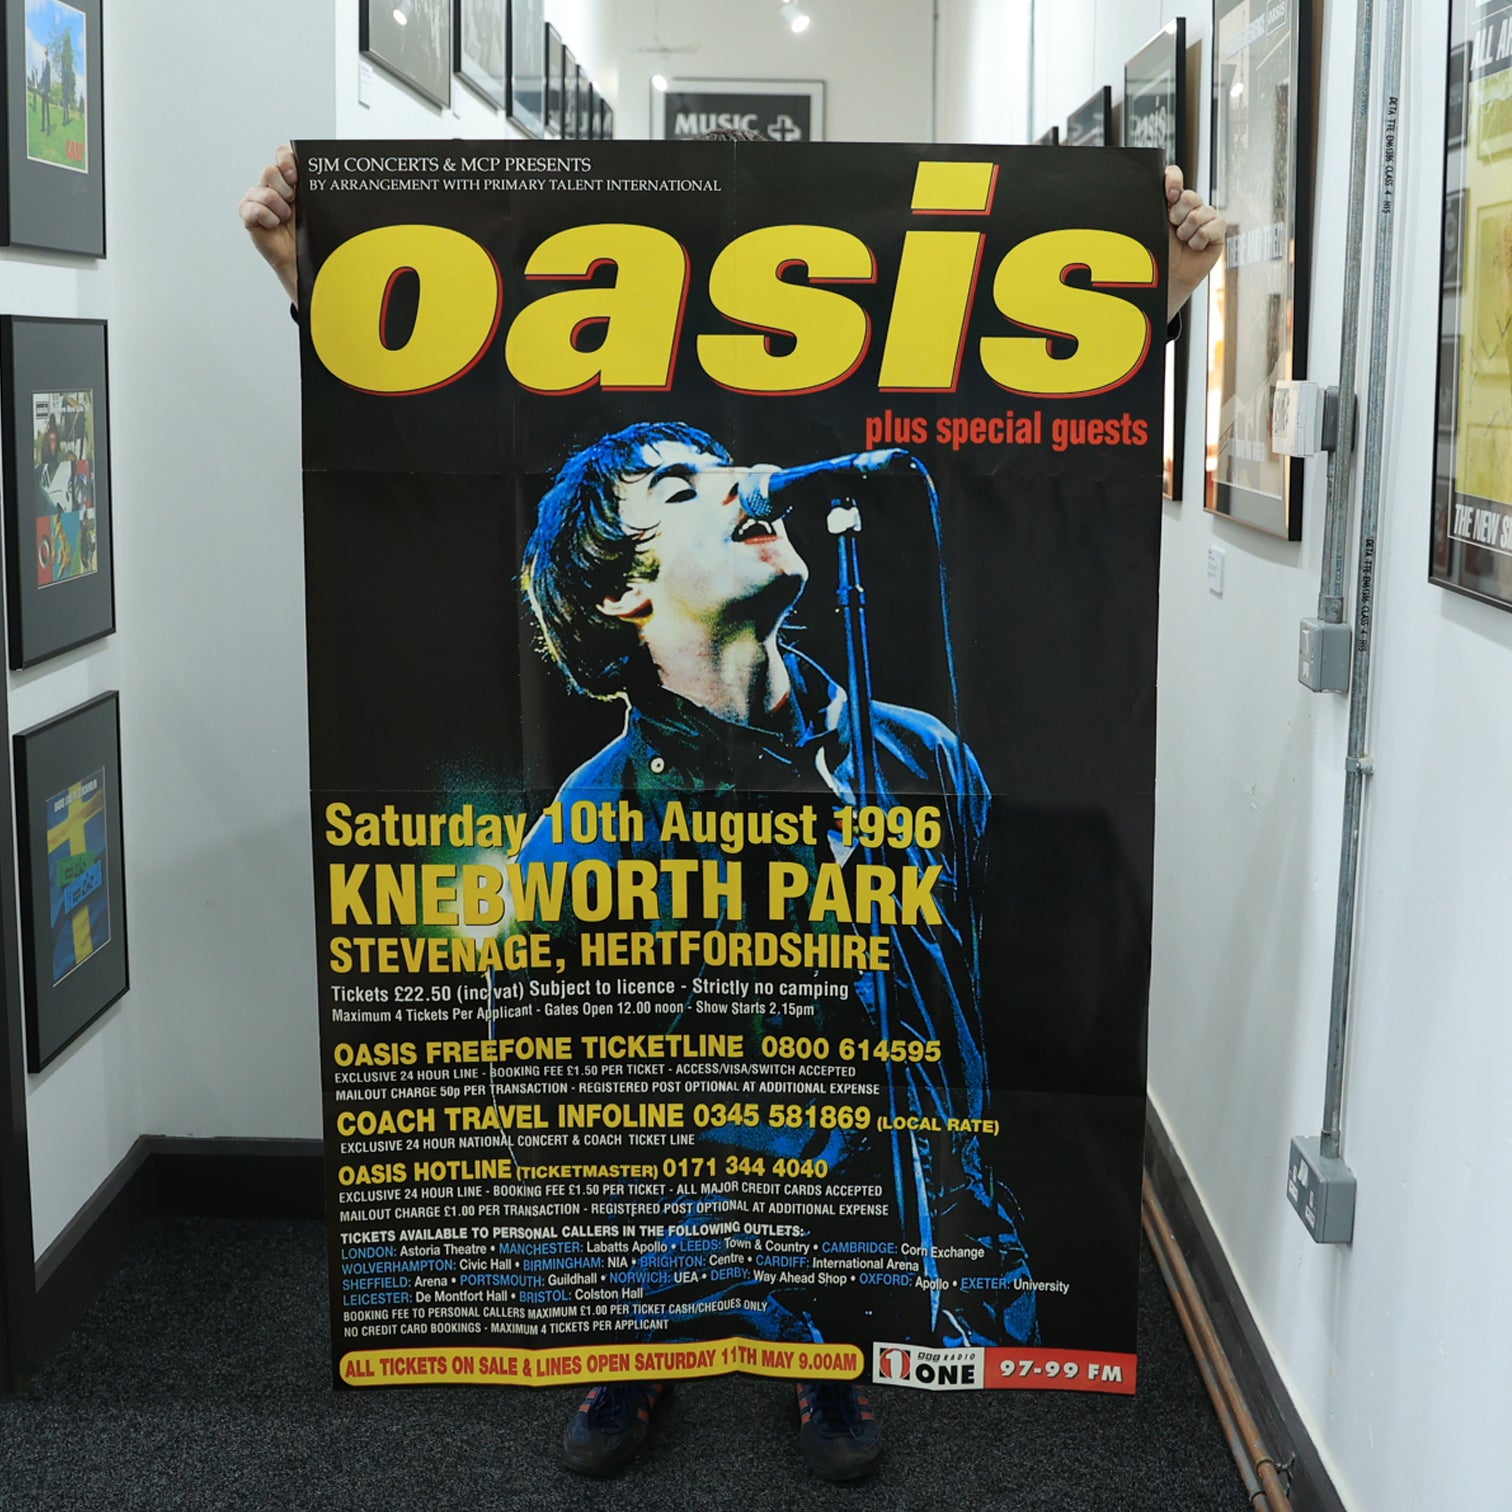 MUSIC
SJM CONCERTS & MCP PRESENTS
BY ARRANGEMENT WITH PRIMARY TALENT INTERNATIONAL
oasis
plus special guests
Saturday 10th August 1996
KNEBWORTH PARK
STEVENAGE, HERTFORDSHIRE
Tickets £22.50 (inc vat) Subject to licence - Strictly no camping
Maximum 4 Tickets Per Applicant - Gates Open 12.00 noon - Show Starts 2.15pm
OASIS FREEFONE TICKETLINE 0800 614595
EXCLUSIVE 24 HOUR LINE - BOOKING FEE £1.50 PER TICKET - ACCESS/VISA/SWITCH ACCEPTED
MAILOUT CHARGE 50p PER TRANSACTION - REGISTERED POST OPTIONAL AT ADDITIONAL EXPENSE
COACH TRAVEL INFOLINE 0345 581869 (LOCAL RATE)
EXCLUSIVE 24 HOUR NATIONAL CONCERT & COACH TICKET LINE
OASIS HOTLINE (TICKETMASTER) 0171 344 4040
EXCLUSIVE 24 HOUR LINE - BOOKING FEE £1.50 PER TICKET - ALL MAJOR CREDIT CARDS ACCEPTED
MAILOUT CHARGE £1.00 PER TRANSACTION - REGISTERED POST OPTIONAL AT ADDITIONAL EXPENSE
TICKETS AVAILABLE TO PERSONAL CALLERS IN THE FOLLOWING OUTLETS:
LONDON: Astoria Theatre • MANCHESTER: Labatts Apollo • LEEDS: Town & Country • CAMBRIDGE: Corn Exchange
WOLVERHAMPTON: Civic Hall • BIRMINGHAM: NIA • BRIGHTON: Centre • CARDIFF: International Arena
SHEFFIELD: Arena • PORTSMOUTH: Guildhall • NORWICH: UEA • DERBY: Way Ahead Shop • OXFORD: Apollo • EXETER: University
LEICESTER: De Montfort Hall • BRISTOL: Colston Hall
BOOKING FEE TO PERSONAL CALLERS MAXIMUM £1.00 PER TICKET CASH/CHEQUES ONLY
NO CREDIT CARD BOOKINGS - MAXIMUM 4 TICKETS PER APPLICANT
ALL TICKETS ON SALE & LINES OPEN SATURDAY 11TH MAY 9.00AM
1 BBC RADIO ONE 97-99 FM
CAST
oasis
THE NEW